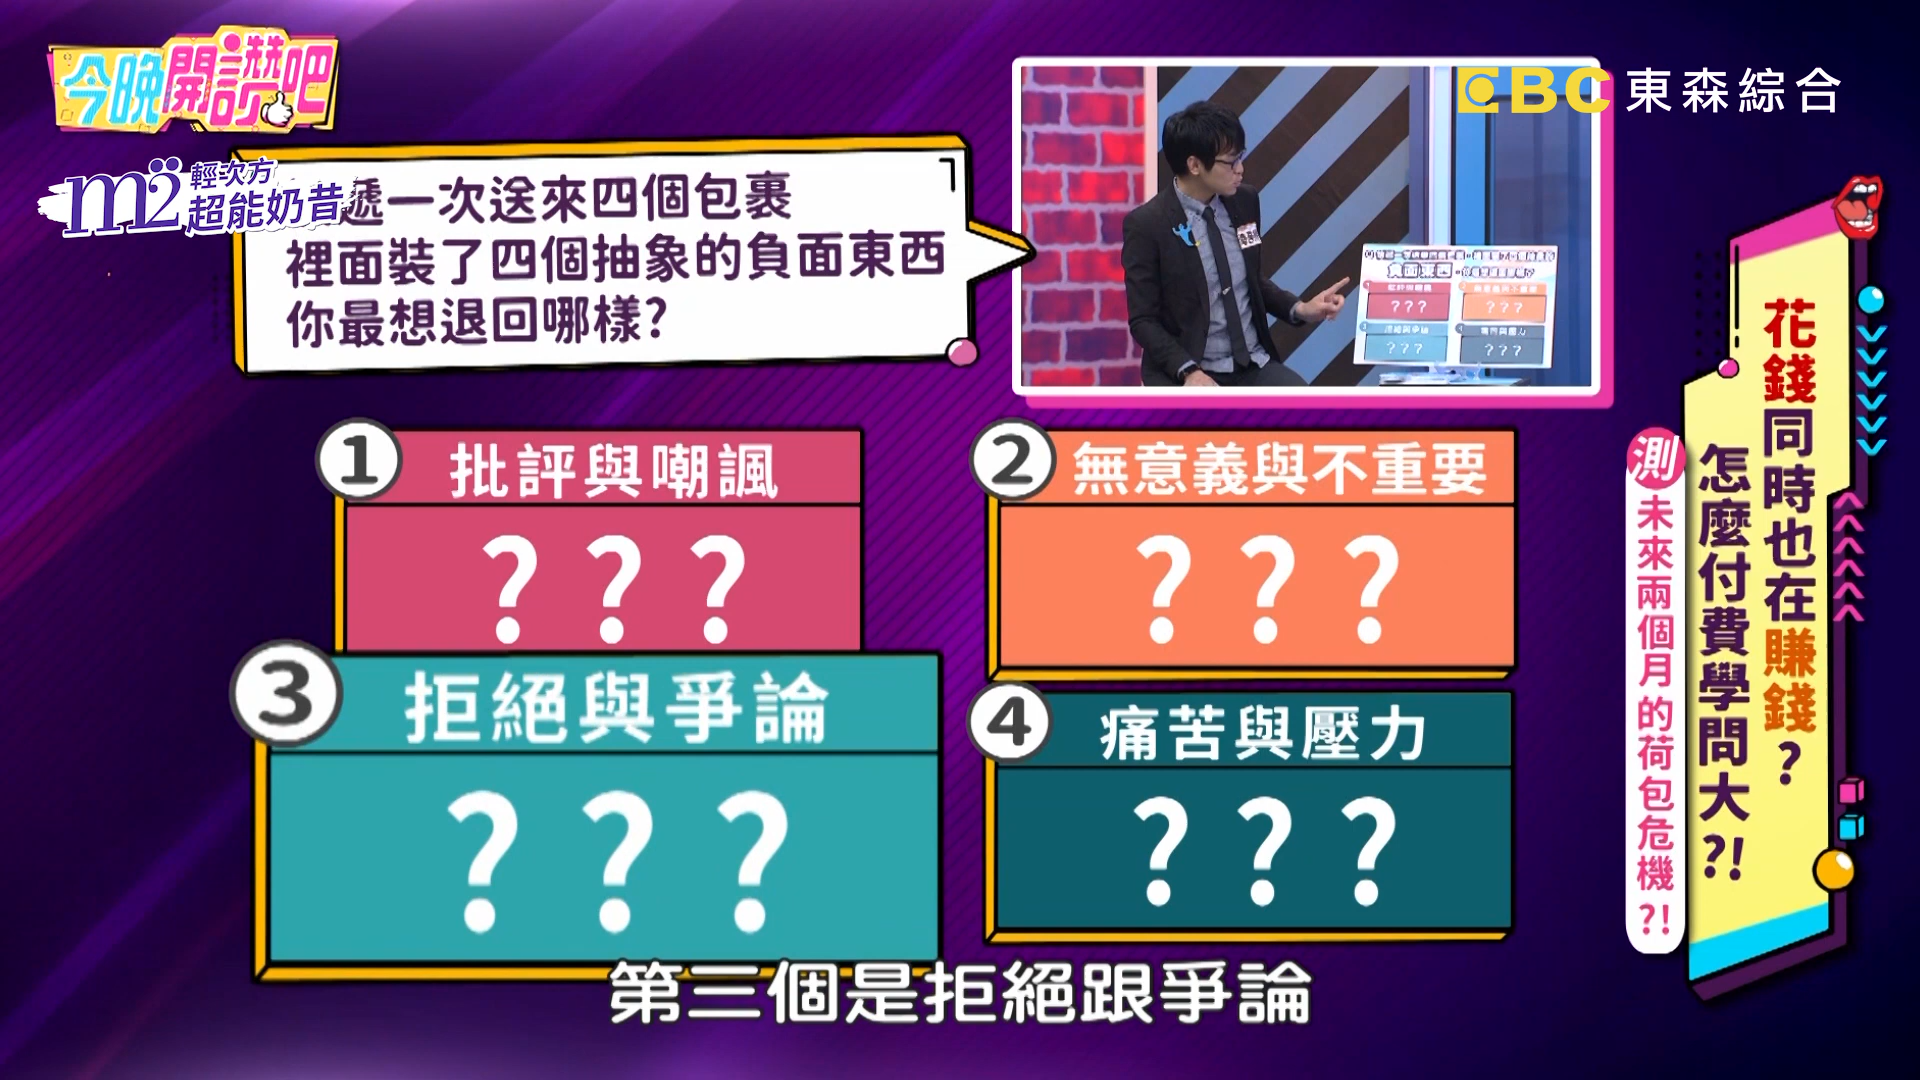 今晚開讚吧
EBC東森綜合
m2輕次方
超能奶昔
遞一次送來四個包裹
裡面裝了四個抽象的負面東西
你最想退回哪樣?
1 批評與嘲諷
???
2 無意義與不重要
???
3 拒絕與爭論
???
4 痛苦與壓力
???
花錢同時也在賺錢?
怎麼付費學問大?!
測 未來兩個月的荷包危機?!
第三個是拒絕跟爭論